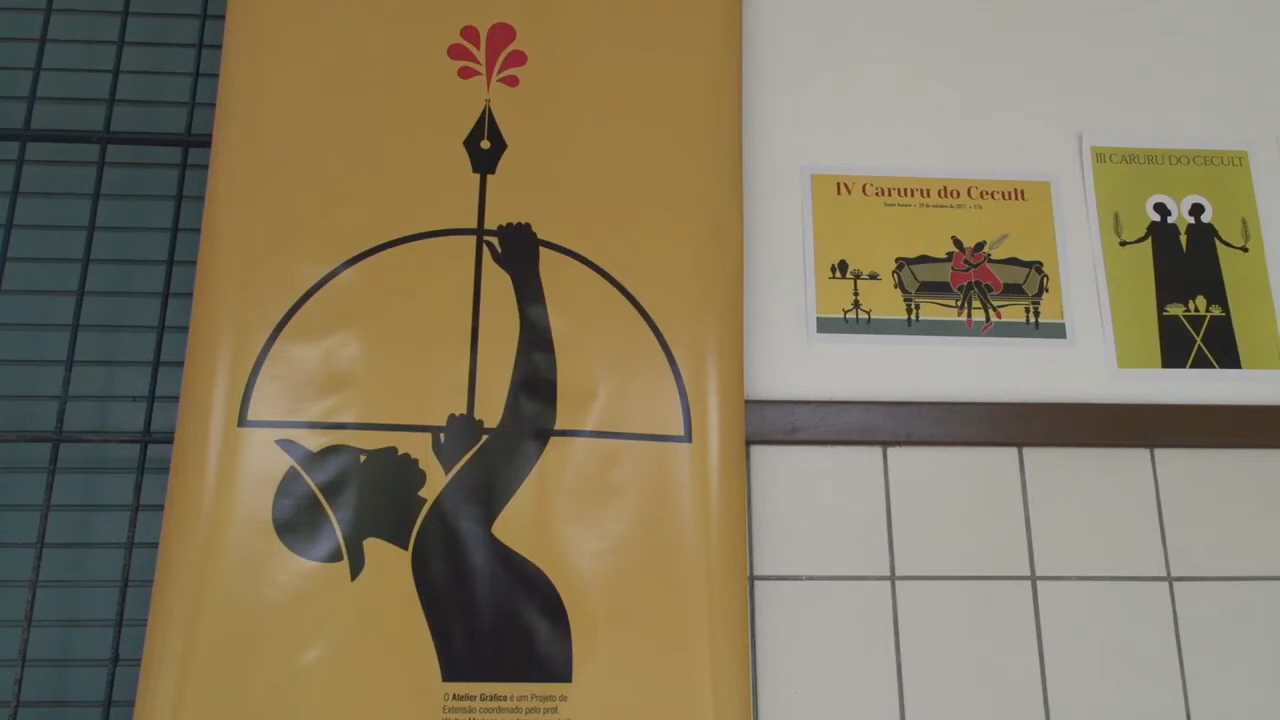 O Atelier Gráfico é um Projeto de
Extensão coordenado pelo prof.
IV Caruru do Cecult
III CARURU DO CECULT